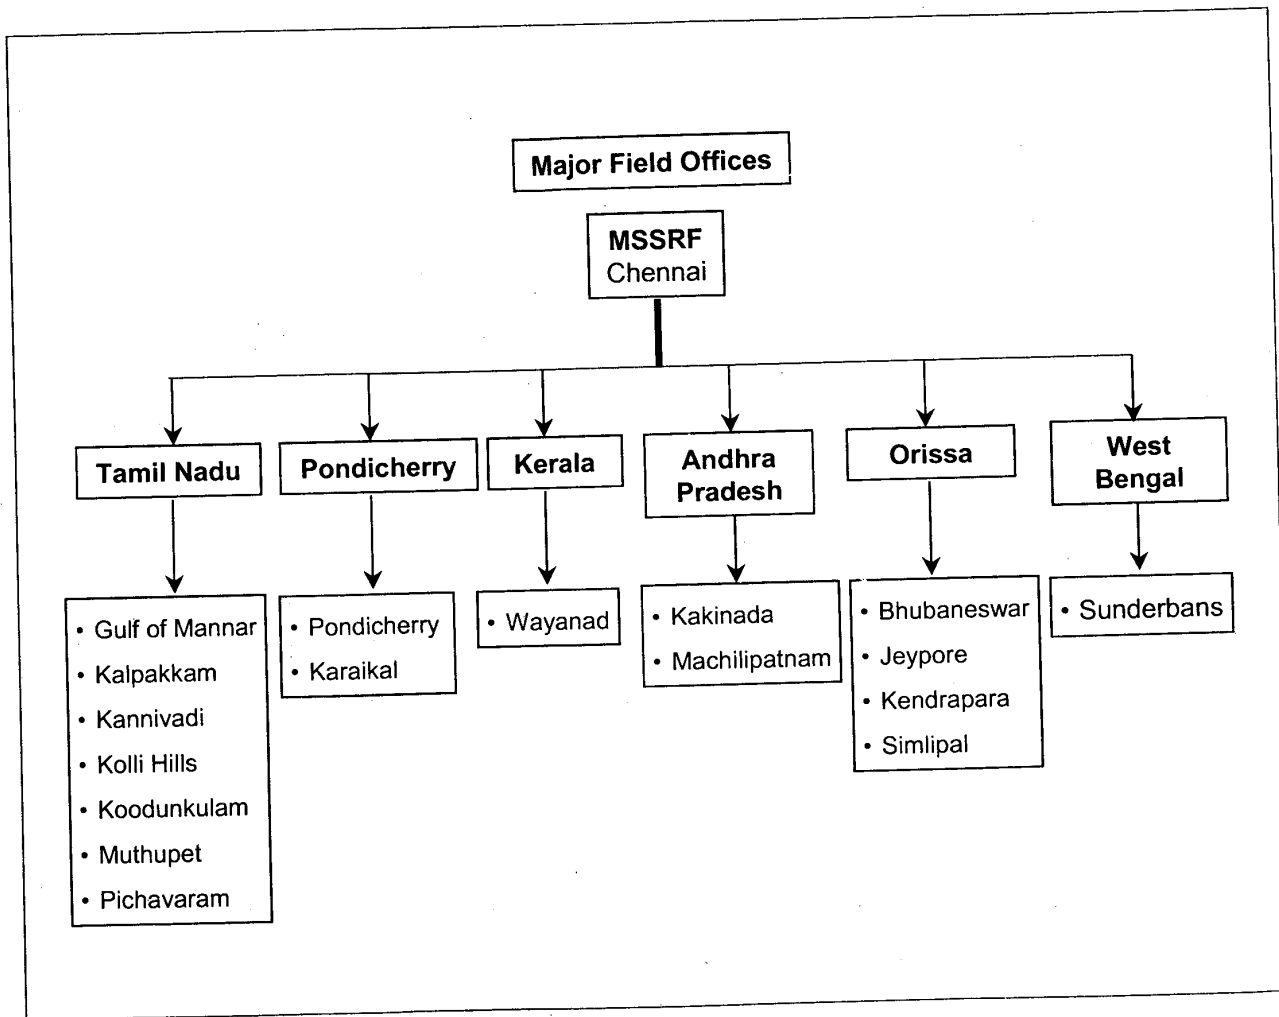 Major Field Offices
MSSRF
Chennai
Tamil Nadu
Pondicherry
Kerala
Andhra
Pradesh
Orissa
West
Bengal
• Gulf of Mannar
• Kalpakkam
• Kannivadi
• Kolli Hills
• Koodunkulam
• Muthupet
• Pichavaram
• Pondicherry
• Karaikal
• Wayanad
• Kakinada
• Machilipatnam
• Bhubaneswar
• Jeypore
• Kendrapara
• Simlipal
• Sunderbans